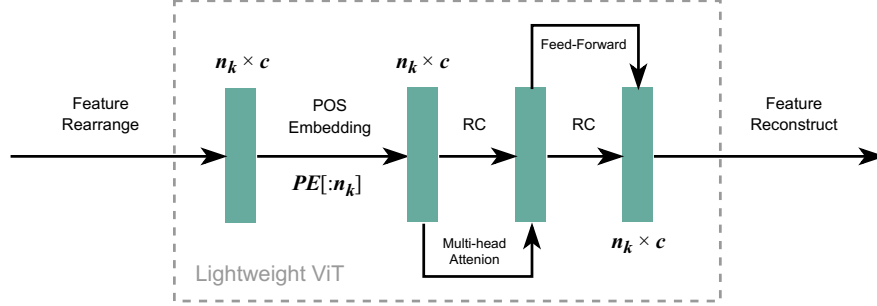 Feature
Rearrange
n_k × c
POS
Embedding
PE[:n_k]
n_k × c
RC
Feed-Forward
RC
Multi-head
Attenion
n_k × c
Feature
Reconstruct
Lightweight ViT